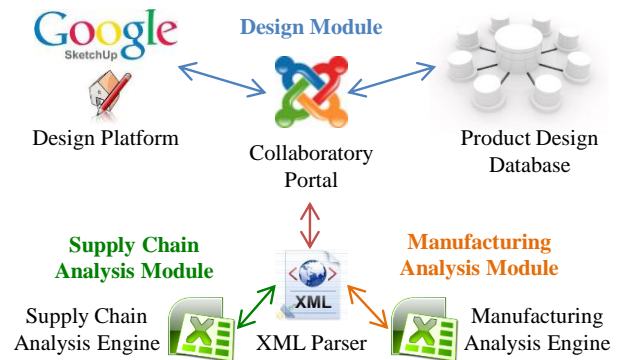 Google
SketchUp
Design Module
Design Platform
Collaboratory
Portal
Product Design
Database
Supply Chain
Analysis Module
Manufacturing
Analysis Module
XML
Supply Chain
Analysis Engine
X
XML Parser
X
Manufacturing
Analysis Engine